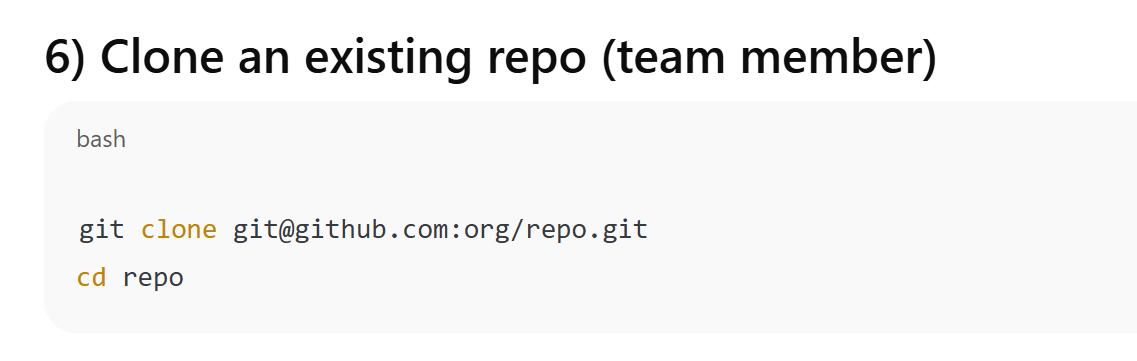 6) Clone an existing repo (team member)
bash
git clone git@github.com:org/repo.git
cd repo